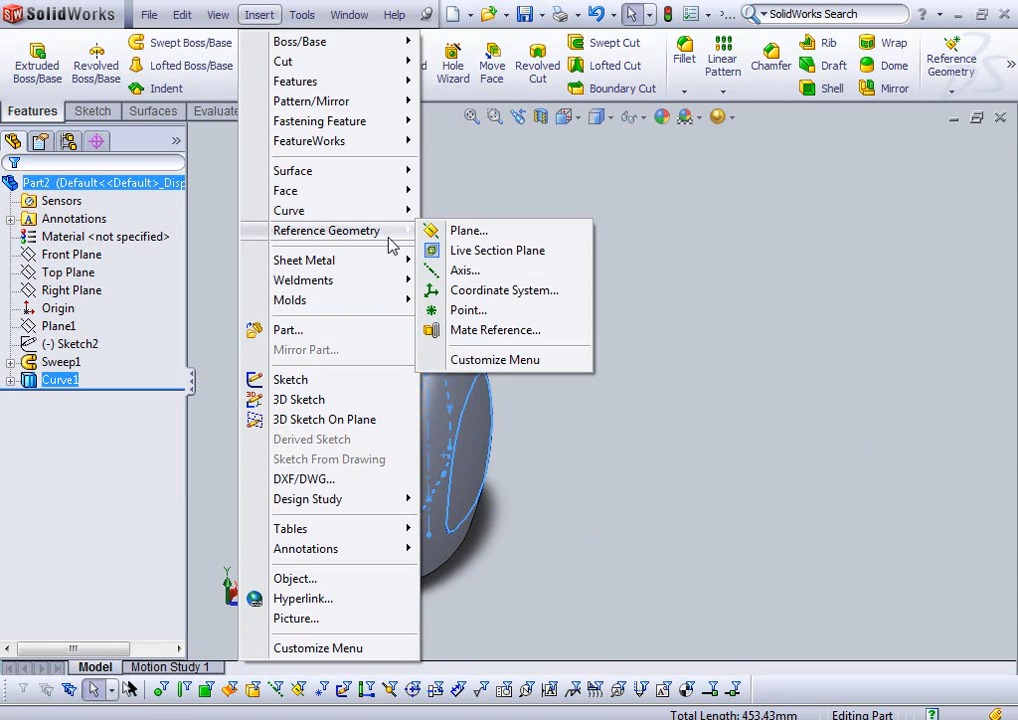 SW SolidWorks File Edit View Insert Tools Window Help ... SolidWorks Search
Extruded Boss/Base
Revolved Boss/Base
Swept Boss/Base
Lofted Boss/Base
Indent
Hole Wizard
Move Face
Revolved Cut
Swept Cut
Lofted Cut
Boundary Cut
Fillet
Linear Pattern
Chamfer
Rib
Draft
Shell
Wrap
Dome
Mirror
Reference Geometry
Features Sketch Surfaces Evaluate
Part2 (Default<<Default>_Disp
Sensors
Annotations
Material <not specified>
Front Plane
Top Plane
Right Plane
Origin
Plane1
(-) Sketch2
Sweep1
Curve1
Boss/Base
Cut
Features
Pattern/Mirror
Fastening Feature
FeatureWorks
Surface
Face
Curve
Reference Geometry
Sheet Metal
Weldments
Molds
Part...
Mirror Part...
Sketch
3D Sketch
3D Sketch On Plane
Derived Sketch
Sketch From Drawing
DXF/DWG...
Design Study
Tables
Annotations
Object...
Hyperlink...
Picture...
Customize Menu
Plane...
Live Section Plane
Axis...
Coordinate System...
Point...
Mate Reference...
Customize Menu
Y
Model Motion Study 1
Total Length: 453.43mm Editing Part